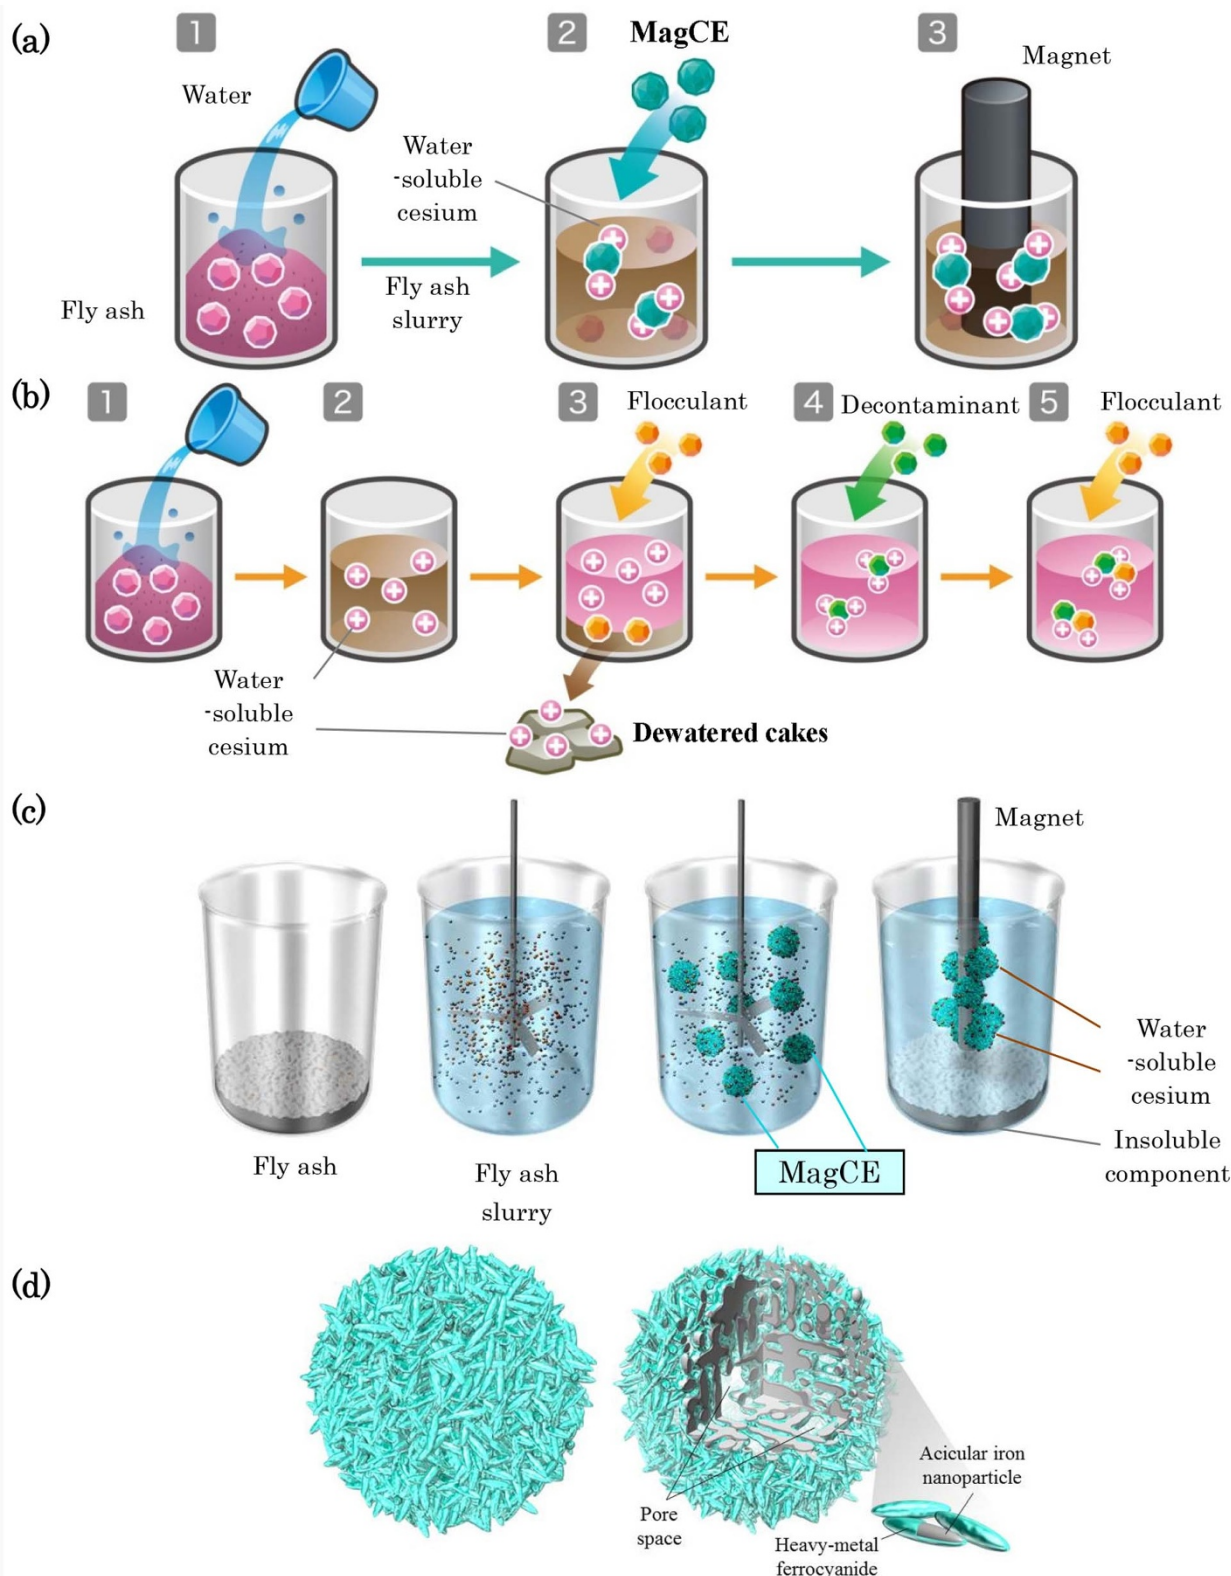 (a)
1
2
MagCE
3
Magnet
Water
Water
-soluble
cesium
Fly ash
Fly ash
slurry
(b)
1
2
3
Flocculant
4
Decontaminant
5
Flocculant
Water
-soluble
cesium
Dewatered cakes
(c)
Magnet
Water
-soluble
cesium
Insoluble
component
Fly ash
Fly ash
slurry
MagCE
(d)
Pore
space
Acicular iron
nanoparticle
Heavy-metal
ferrocyanide